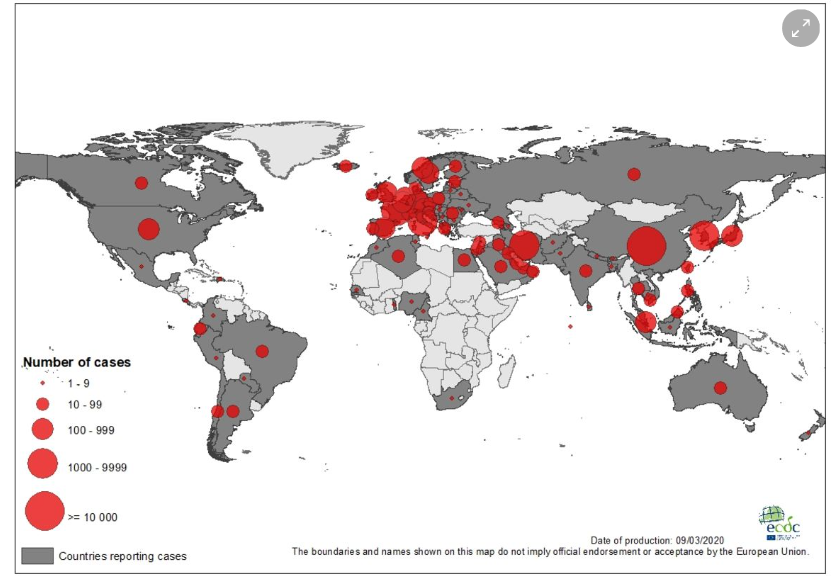 Number of cases
1 - 9
10 - 99
100 - 999
1000 - 9999
>= 10 000
Countries reporting cases
ecdc
Date of production: 09/03/2020
The boundaries and names shown on this map do not imply official endorsement or acceptance by the European Union.